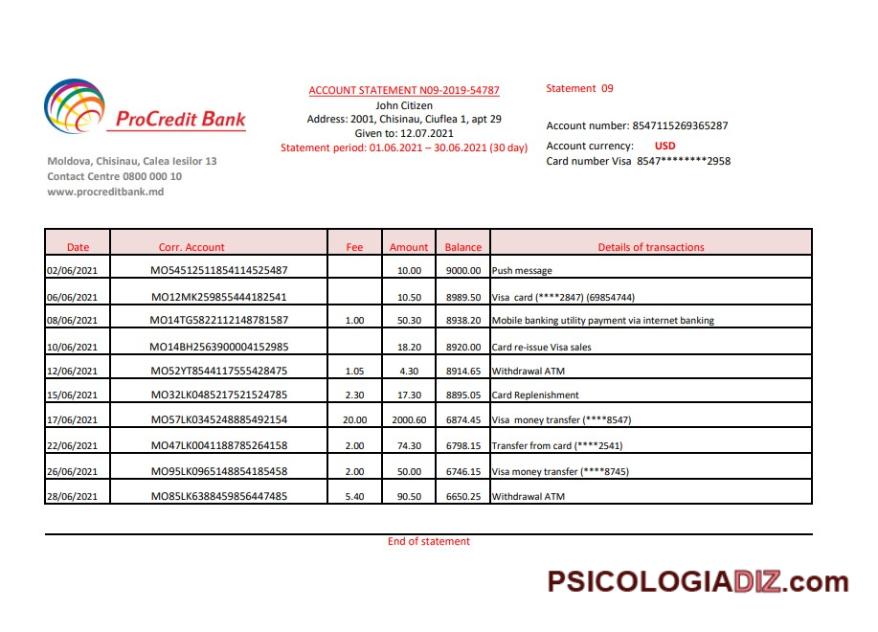 ProCredit Bank
Moldova, Chisinau, Calea Iesilor 13
Contact Centre 0800 000 10
www.procreditbank.md
ACCOUNT STATEMENT N09-2019-54787
John Citizen
Address: 2001, Chisinau, Ciuflea 1, apt 29
Given to: 12.07.2021
Statement period: 01.06.2021 – 30.06.2021 (30 day)
Statement 09
Account number: 8547115269365287
Account currency: USD
Card number Visa 8547********2958
Date Corr. Account Fee Amount Balance Details of transactions
02/06/2021 MO54512511854114525487 10.00 9000.00 Push message
06/06/2021 MO12MK259855444182541 10.50 8989.50 Visa card (****2847) (69854744)
08/06/2021 MO14TG5822112148781587 1.00 50.30 8938.20 Mobile banking utility payment via internet banking
10/06/2021 MO14BH2563900004152985 18.20 8920.00 Card re-issue Visa sales
12/06/2021 MO52YT8544117555428475 1.05 4.30 8914.65 Withdrawal ATM
15/06/2021 MO32LK0485217521524785 2.30 17.30 8895.05 Card Replenishment
17/06/2021 MO57LK0345248885492154 20.00 2000.60 6874.45 Visa money transfer (****8547)
22/06/2021 MO47LK0041188785264158 2.00 74.30 6798.15 Transfer from card (****2541)
26/06/2021 MO95LK0965148854185458 2.00 50.00 6746.15 Visa money transfer (****8745)
28/06/2021 MO85LK6388459856447485 5.40 90.50 6650.25 Withdrawal ATM
End of statement
PSICOLOGIADIZ.com